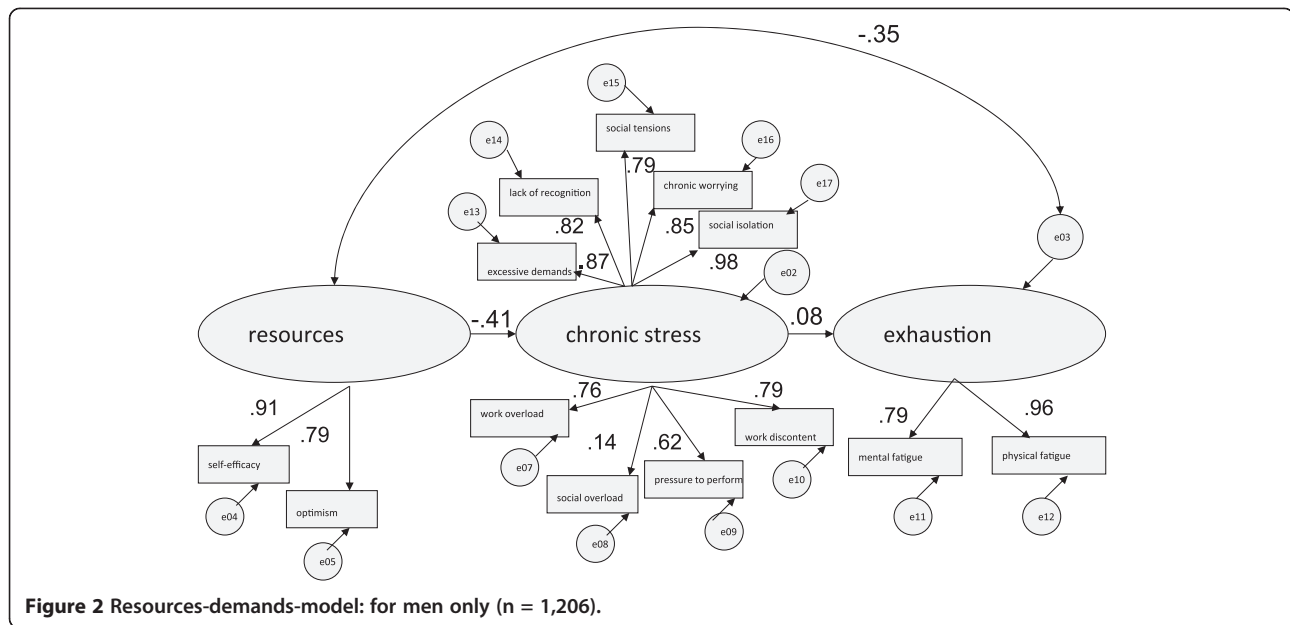 -.35
e15
social tensions
e14
e16
.79
chronic worrying
e17
lack of recognition
e13
.82
.85
social isolation
e03
excessive demands
.87
.98
e02
resources
-.41
chronic stress
.08
exhaustion
.91
.79
.76
.14
.62
.79
.79
.96
work overload
work discontent
self-efficacy
mental fatigue
physical fatigue
e07
social overload
pressure to perform
e10
e04
optimism
e11
e12
e08
e09
e05
Figure 2 Resources-demands-model: for men only (n = 1,206).